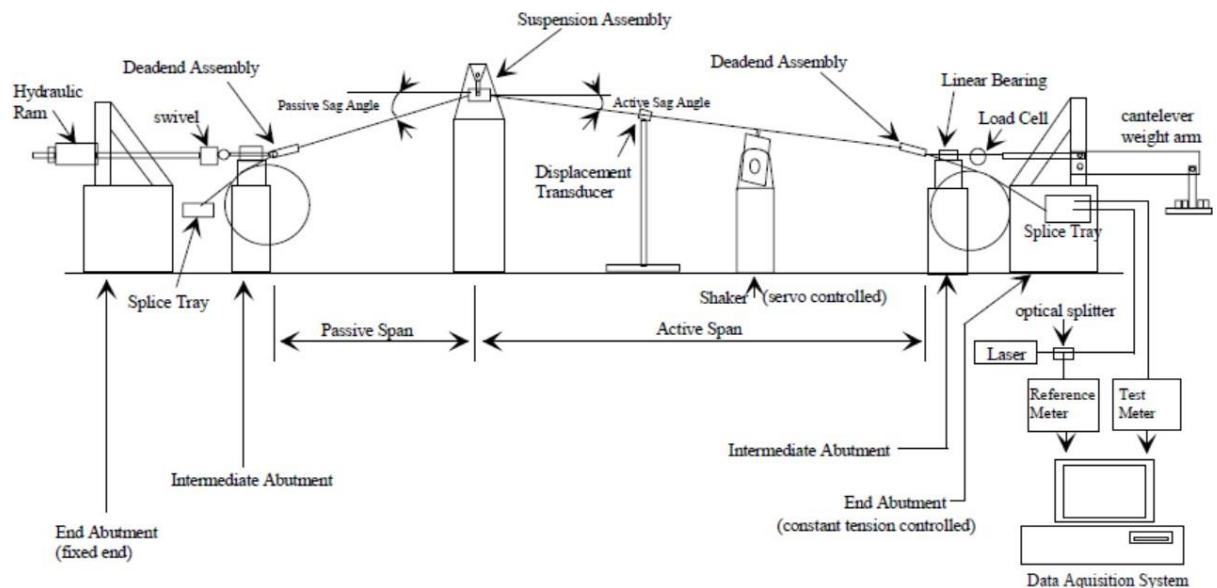 Suspension Assembly
Deadend Assembly
Deadend Assembly
Linear Bearing
Hydraulic
Ram
swivel
Passive Sag Angle
Active Sag Angle
Load Cell
cantelever
weight arm
Displacement
Transducer
Splice Tray
Splice Tray
Shaker (servo controlled)
Passive Span
Active Span
optical splitter
Laser
Reference
Meter
Test
Meter
Intermediate Abutment
Intermediate Abutment
End Abutment
(fixed end)
End Abutment
(constant tension controlled)
Data Aquisition System